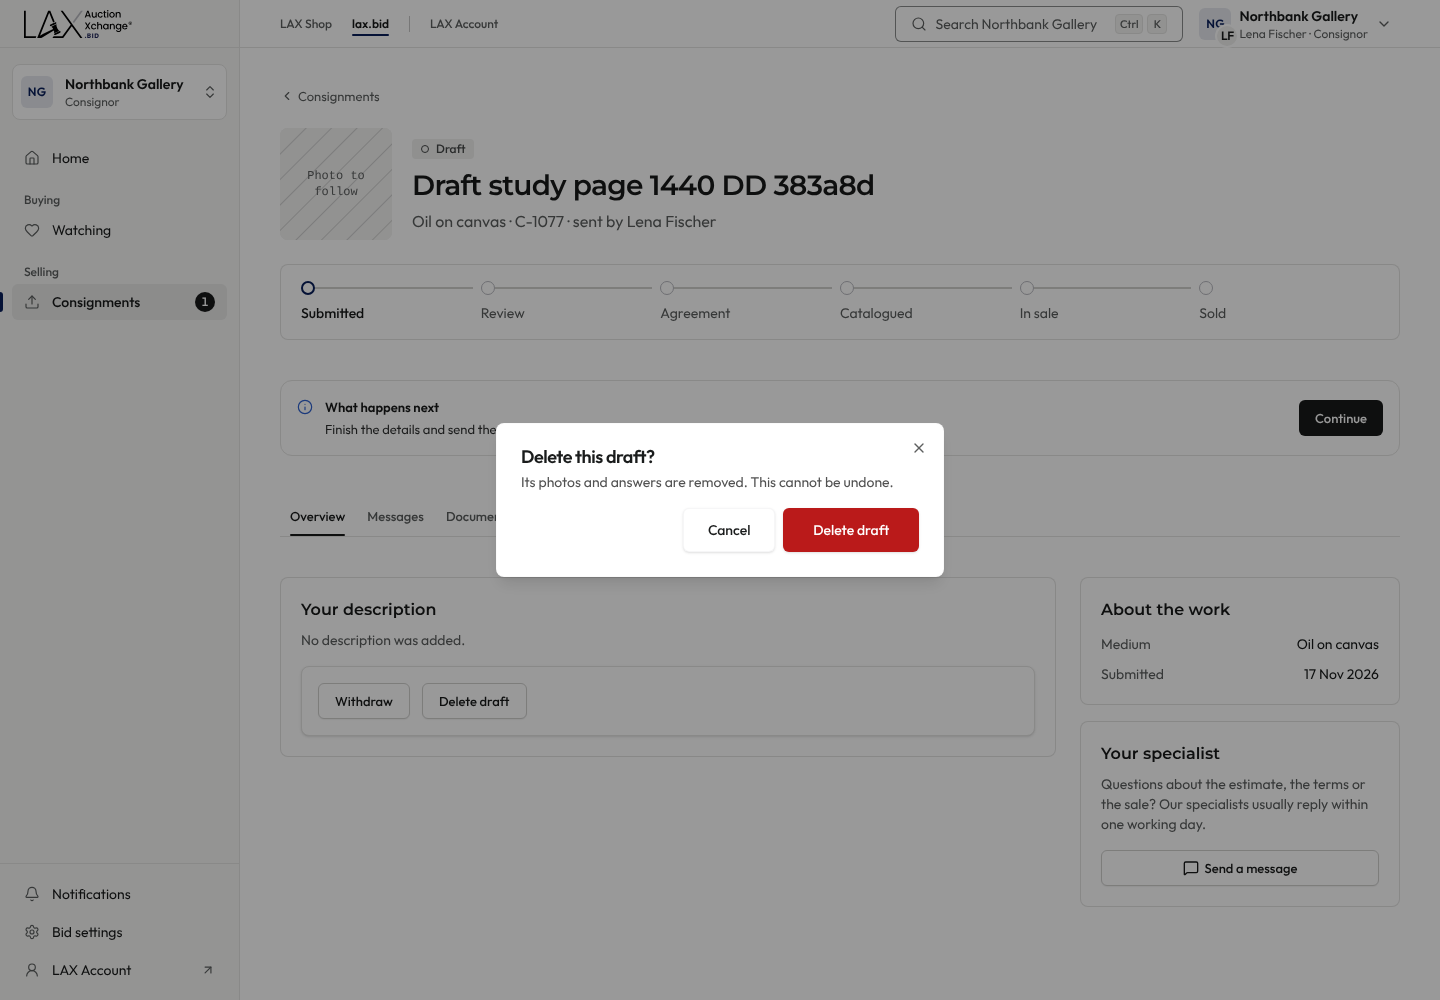 LAX Auction Xchange® .BID
LAX Shop
lax.bid
LAX Account
Search Northbank Gallery
Ctrl
K
NG
LF
Northbank Gallery
Lena Fischer · Consignor
NG
Northbank Gallery
Consignor
Home
Buying
Watching
Selling
Consignments
1
Notifications
Bid settings
LAX Account
Consignments
Photo to
follow
Draft
Draft study page 1440 DD 383a8d
Oil on canvas · C-1077 · sent by Lena Fischer
Submitted
Review
Agreement
Catalogued
In sale
Sold
What happens next
Finish the details and send the
Continue
Delete this draft?
Its photos and answers are removed. This cannot be undone.
Cancel
Delete draft
Overview
Messages
Your description
No description was added.
Withdraw
Delete draft
About the work
Medium
Oil on canvas
Submitted
17 Nov 2026
Your specialist
Questions about the estimate, the terms or
the sale? Our specialists usually reply within
one working day.
Send a message